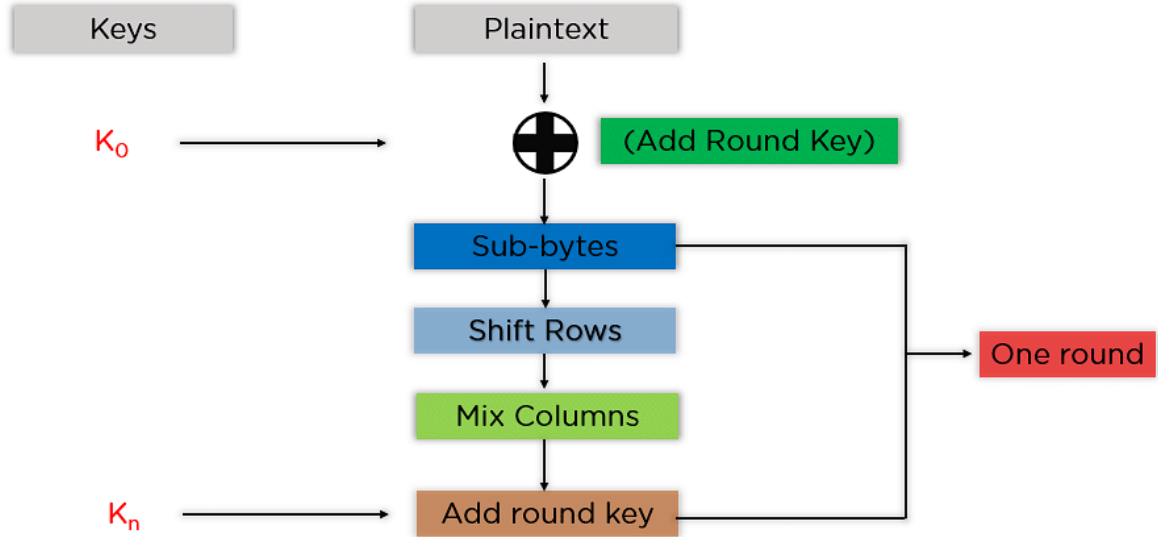 Keys
Plaintext
K₀
(Add Round Key)
Sub-bytes
Shift Rows
One round
Mix Columns
Kₙ
Add round key